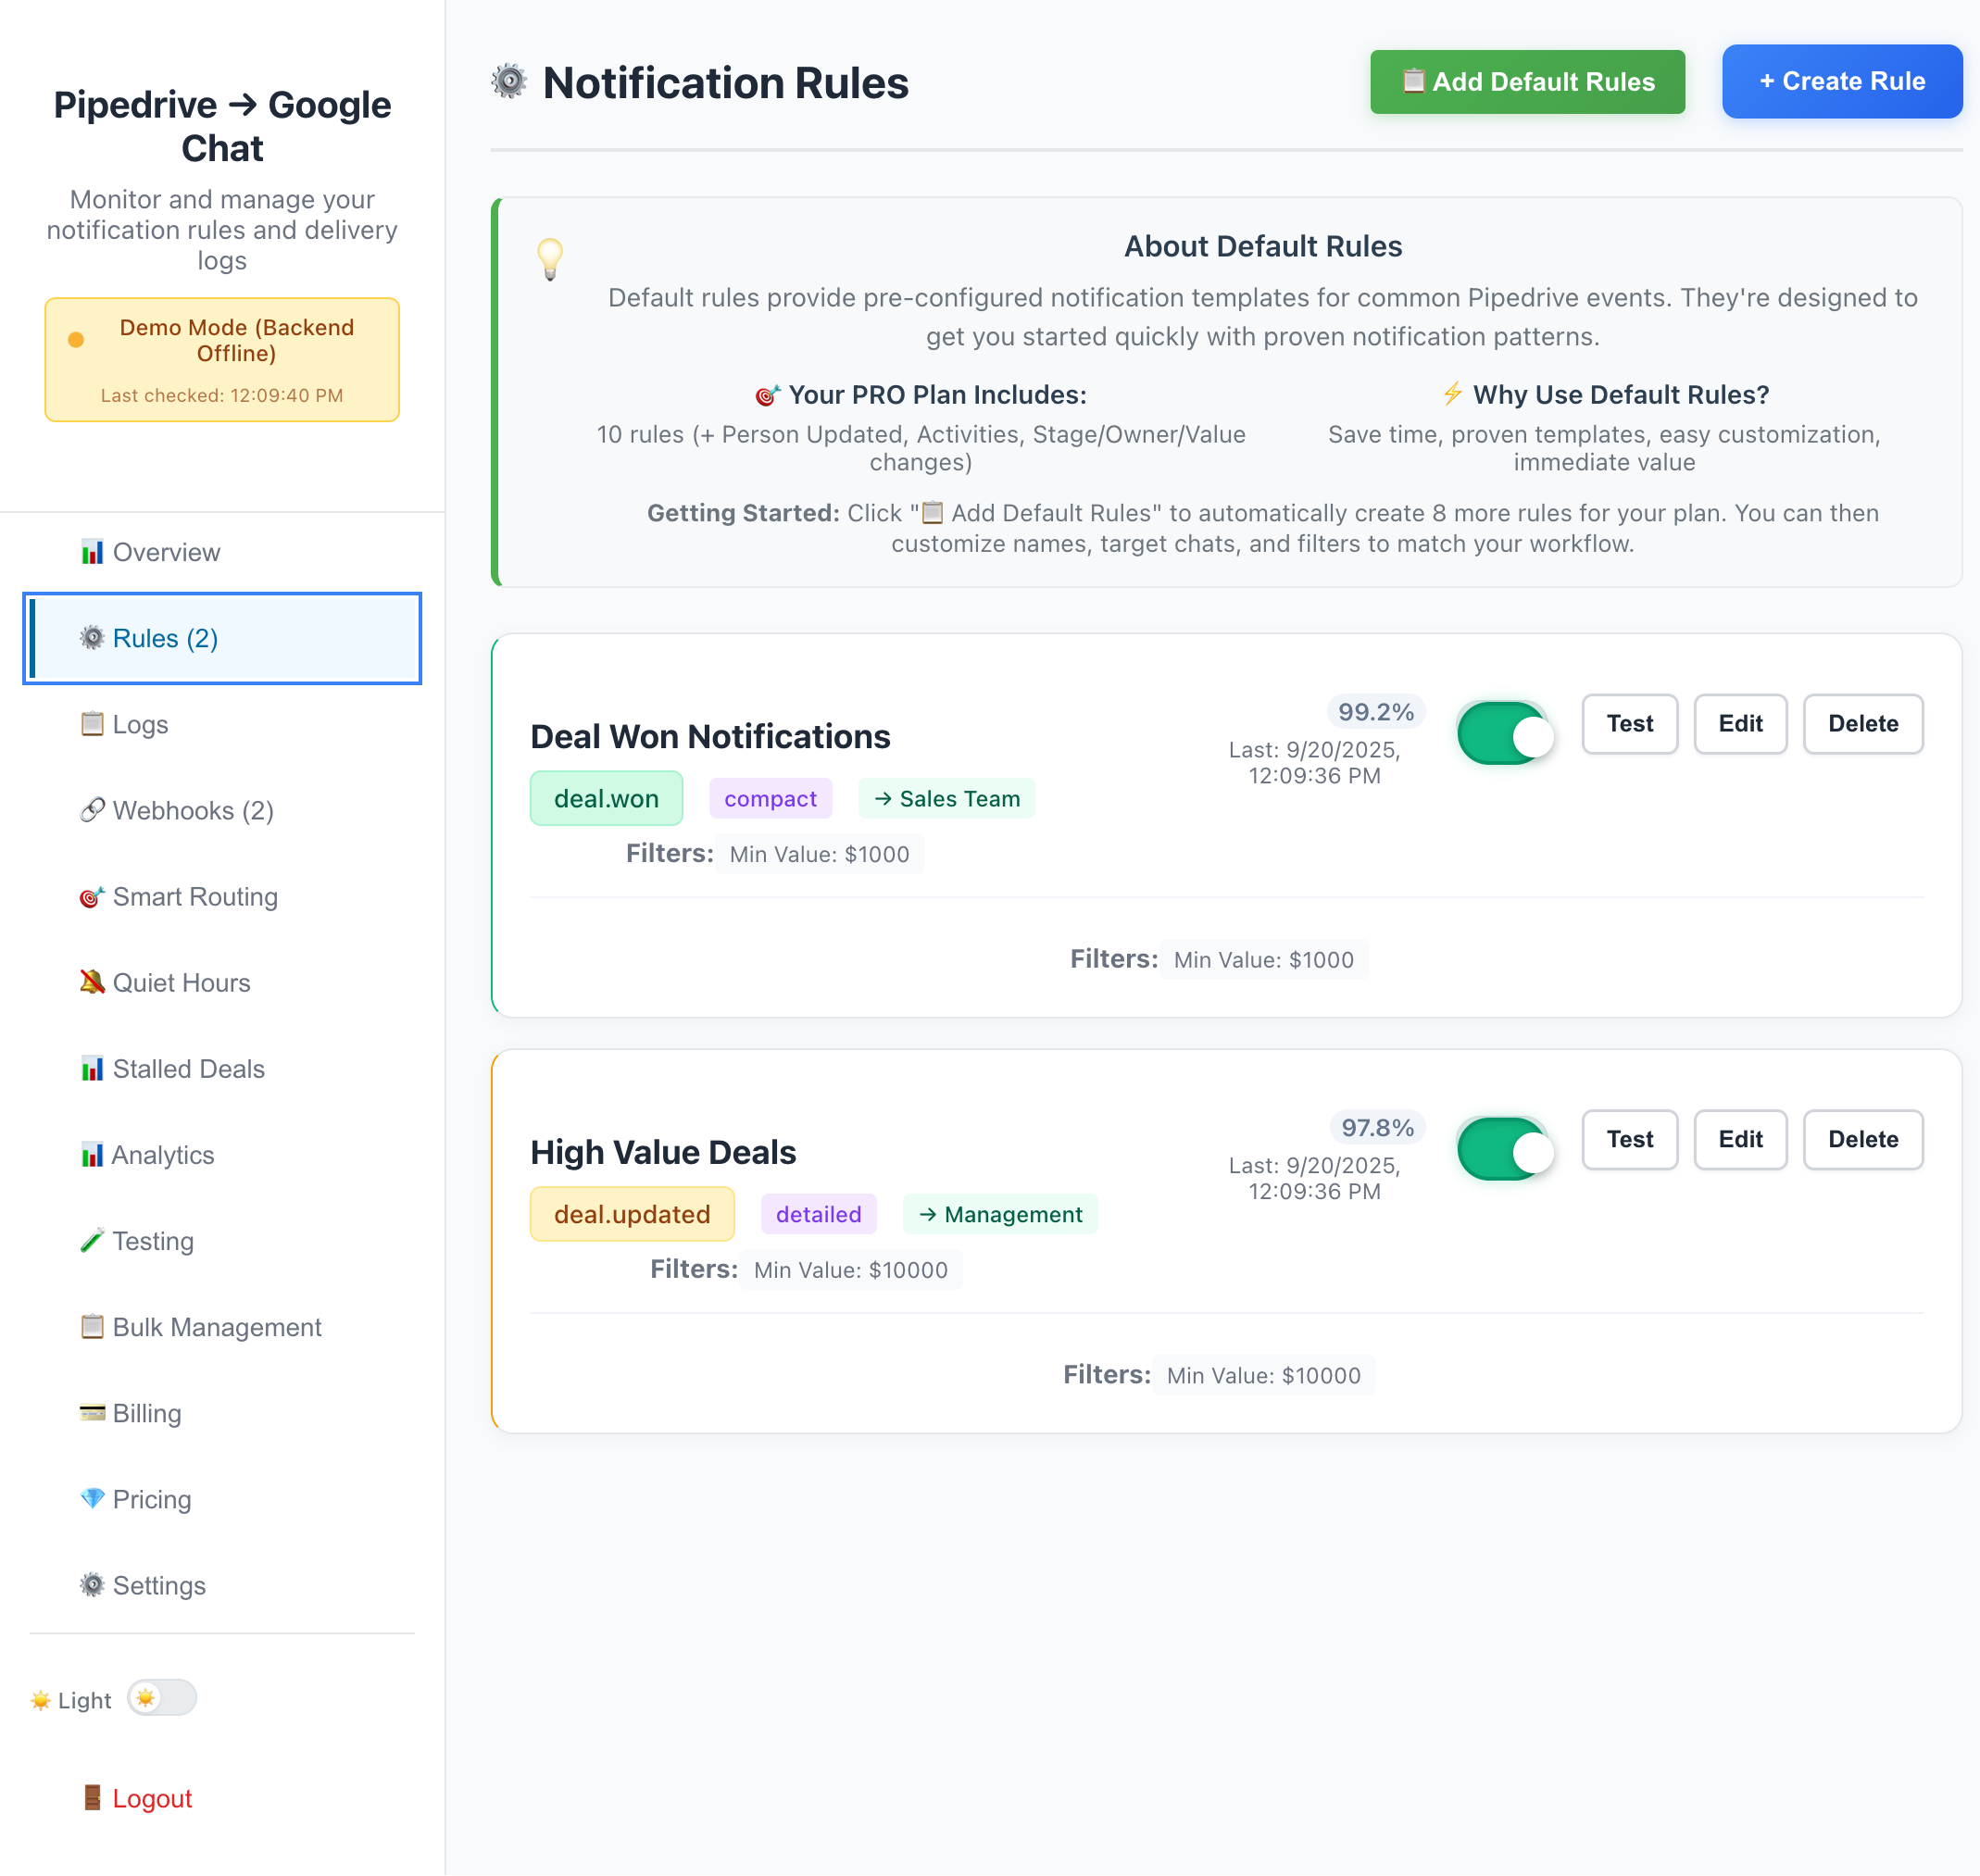 Pipedrive → Google
Chat
Monitor and manage your
notification rules and delivery
logs
Demo Mode (Backend
Offline)
Last checked: 12:09:40 PM
Overview
Rules (2)
Logs
Webhooks (2)
Smart Routing
Quiet Hours
Stalled Deals
Analytics
Testing
Bulk Management
Billing
Pricing
Settings
Light
Logout
Notification Rules
Add Default Rules
+ Create Rule
About Default Rules
Default rules provide pre-configured notification templates for common Pipedrive events. They're designed to
get you started quickly with proven notification patterns.
Your PRO Plan Includes:
10 rules (+ Person Updated, Activities, Stage/Owner/Value
changes)
Why Use Default Rules?
Save time, proven templates, easy customization,
immediate value
Getting Started: Click "📋 Add Default Rules" to automatically create 8 more rules for your plan. You can then
customize names, target chats, and filters to match your workflow.
Deal Won Notifications
deal.won
compact
→ Sales Team
Filters: Min Value: $1000
99.2%
Last: 9/20/2025,
12:09:36 PM
Test
Edit
Delete
Filters: Min Value: $1000
High Value Deals
deal.updated
detailed
→ Management
Filters: Min Value: $10000
97.8%
Last: 9/20/2025,
12:09:36 PM
Test
Edit
Delete
Filters: Min Value: $10000